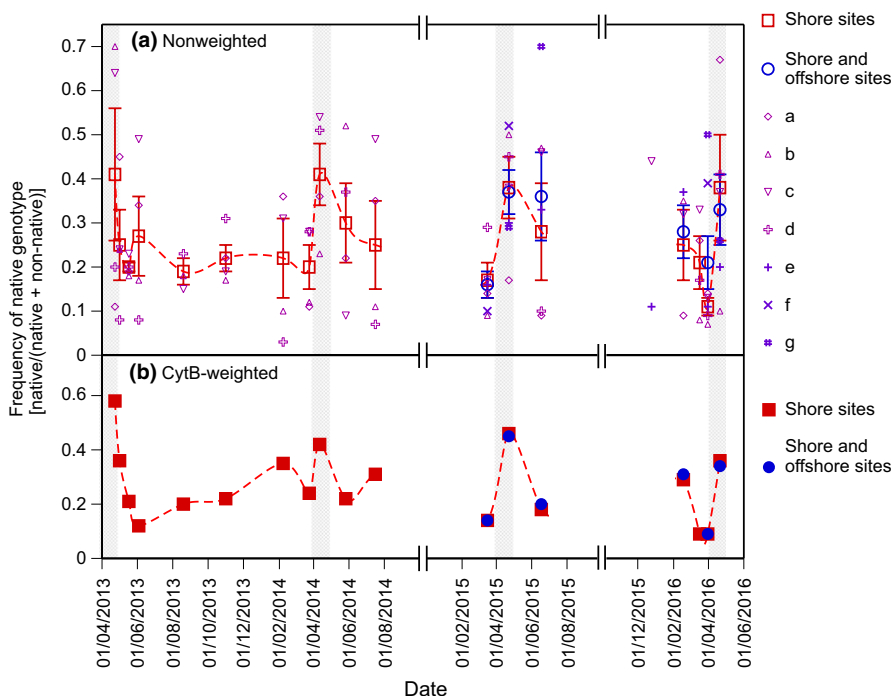 (a) Nonweighted
0.7
0.6
0.5
0.4
0.3
0.2
0.1
0
Frequency of native genotype
[native/(native + non-native)]
(b) CytB-weighted
0.6
0.4
0.2
0
01/04/2013
01/06/2013
01/08/2013
01/10/2013
01/12/2013
01/02/2014
01/04/2014
01/06/2014
01/08/2014
01/02/2015
01/04/2015
01/06/2015
01/08/2015
01/12/2015
01/02/2016
01/04/2016
01/06/2016
Date
Shore sites
Shore and
offshore sites
a
b
c
d
e
f
g
Shore sites
Shore and
offshore sites